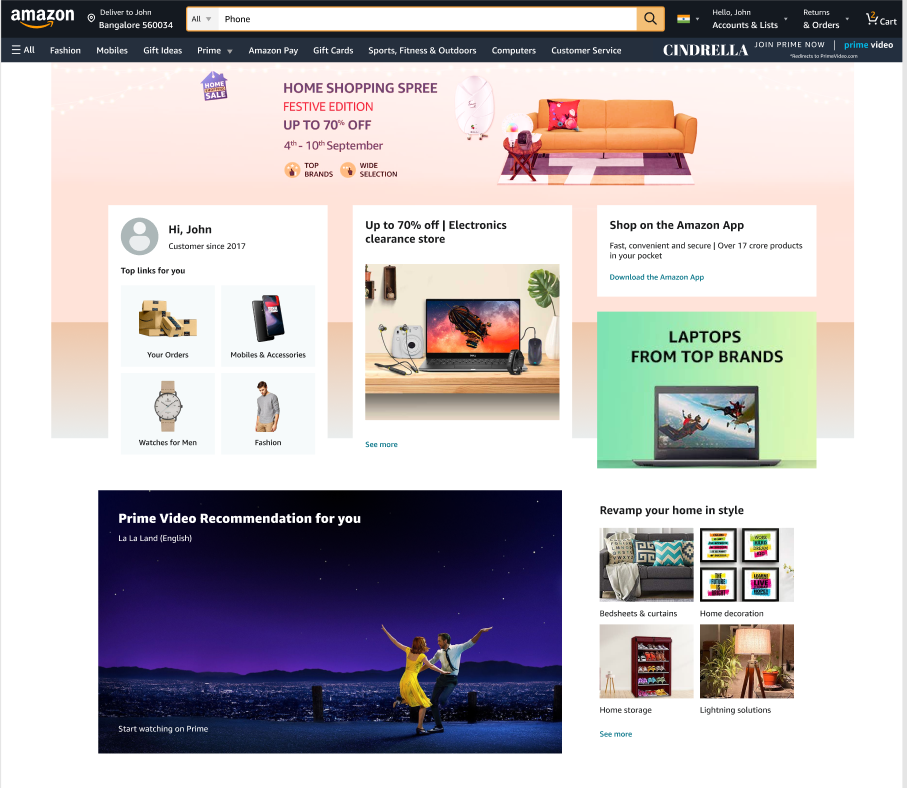 amazon
Deliver to John
Bangalore 560034
All
Phone
Hello, John
Accounts & Lists
Returns
& Orders
2
Cart
All
Fashion
Mobiles
Gift Ideas
Prime
Amazon Pay
Gift Cards
Sports, Fitness & Outdoors
Computers
Customer Service
CINDRELLA
JOIN PRIME NOW
prime video
*Redirects to PrimeVideo.com
HOME
SHOPPING
SALE
HOME SHOPPING SPREE
FESTIVE EDITION
UP TO 70% OFF
4th - 10th September
TOP
BRANDS
WIDE
SELECTION
Hi, John
Customer since 2017
Top links for you
Your Orders
Mobiles & Accessories
Watches for Men
Fashion
Up to 70% off | Electronics
clearance store
See more
Shop on the Amazon App
Fast, convenient and secure | Over 17 crore products
in your pocket
Download the Amazon App
LAPTOPS
FROM TOP BRANDS
Prime Video Recommendation for you
La La Land (English)
Start watching on Prime
Revamp your home in style
Bedsheets & curtains
Home decoration
Home storage
Lightning solutions
See more